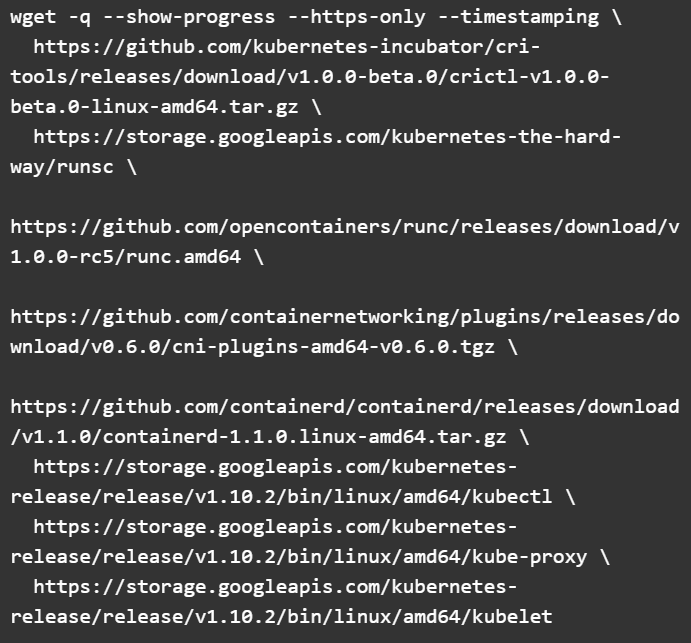 wget -q --show-progress --https-only --timestamping \
  https://github.com/kubernetes-incubator/cri-
tools/releases/download/v1.0.0-beta.0/crictl-v1.0.0-
beta.0-linux-amd64.tar.gz \
  https://storage.googleapis.com/kubernetes-the-hard-
way/runsc \

https://github.com/opencontainers/runc/releases/download/v
1.0.0-rc5/runc.amd64 \

https://github.com/containernetworking/plugins/releases/do
wnload/v0.6.0/cni-plugins-amd64-v0.6.0.tgz \

https://github.com/containerd/containerd/releases/download
/v1.1.0/containerd-1.1.0.linux-amd64.tar.gz \
  https://storage.googleapis.com/kubernetes-
release/release/v1.10.2/bin/linux/amd64/kubectl \
  https://storage.googleapis.com/kubernetes-
release/release/v1.10.2/bin/linux/amd64/kube-proxy \
  https://storage.googleapis.com/kubernetes-
release/release/v1.10.2/bin/linux/amd64/kubelet